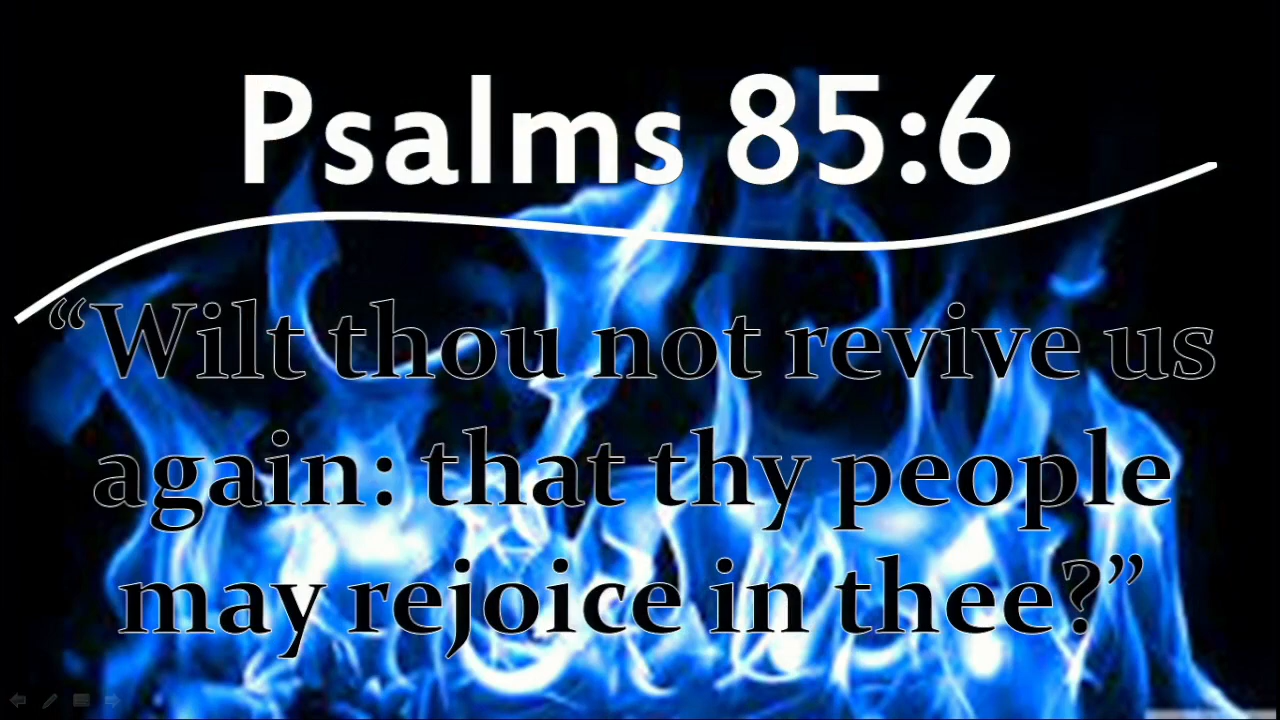 Psalms 85:6
“Wilt thou not revive us
again: that thy people
may rejoice in thee?”